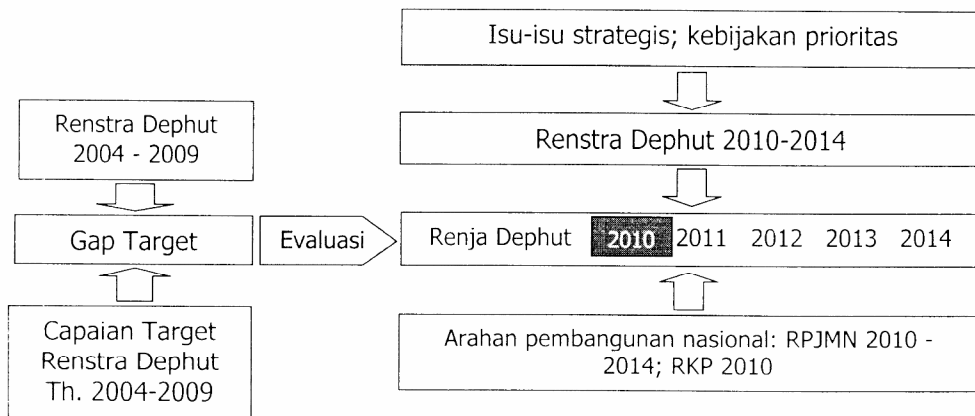 Isu-isu strategis; kebijakan prioritas
Renstra Dephut
2004 - 2009
Renstra Dephut 2010-2014
Gap Target
Evaluasi
Renja Dephut 2010 2011 2012 2013 2014
Capaian Target
Renstra Dephut
Th. 2004-2009
Arahan pembangunan nasional: RPJMN 2010 -
2014; RKP 2010